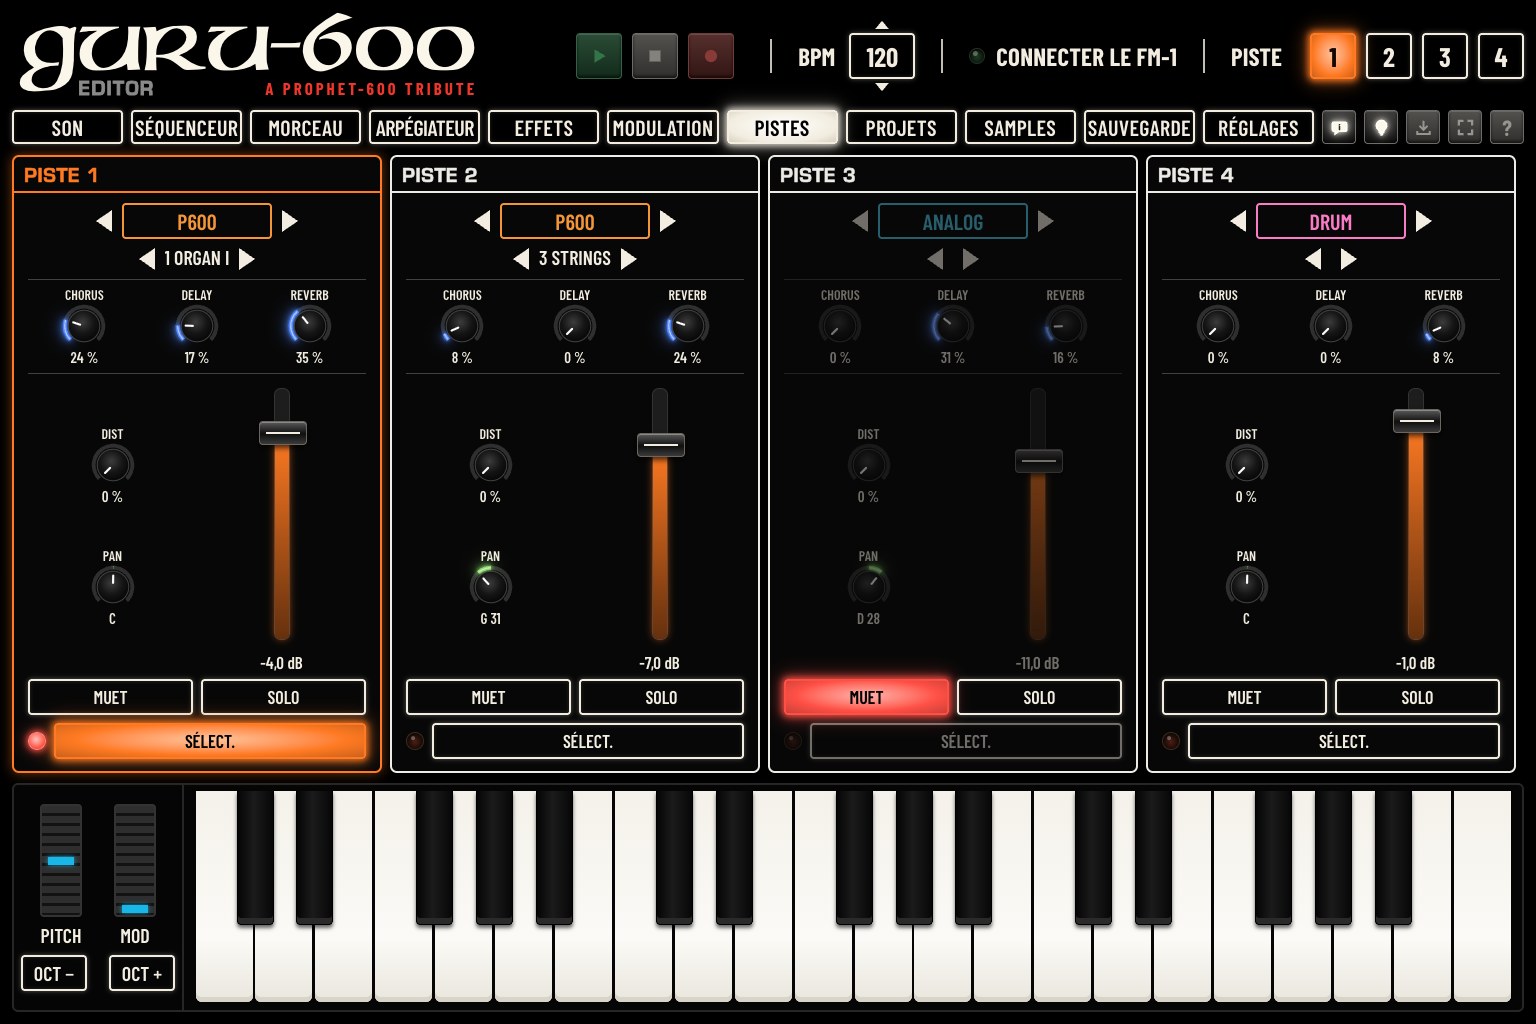 guru-600
EDITOR
A PROPHET-600 TRIBUTE
BPM 120
CONNECTER LE FM-1
PISTE 1 2 3 4
SON SÉQUENCEUR MORCEAU ARPÉGIATEUR EFFETS MODULATION PISTES PROJETS SAMPLES SAUVEGARDE RÉGLAGES i ?
PISTE 1
P600
1 ORGAN I
CHORUS DELAY REVERB
24 % 17 % 35 %
DIST
0 %
PAN
C
-4,0 dB
MUET SOLO
SÉLECT.
PISTE 2
P600
3 STRINGS
CHORUS DELAY REVERB
8 % 0 % 24 %
DIST
0 %
PAN
G 31
-7,0 dB
MUET SOLO
SÉLECT.
PISTE 3
ANALOG
CHORUS DELAY REVERB
0 % 31 % 16 %
DIST
0 %
PAN
D 28
-11,0 dB
MUET SOLO
SÉLECT.
PISTE 4
DRUM
CHORUS DELAY REVERB
0 % 0 % 8 %
DIST
0 %
PAN
C
-1,0 dB
MUET SOLO
SÉLECT.
PITCH MOD
OCT – OCT +